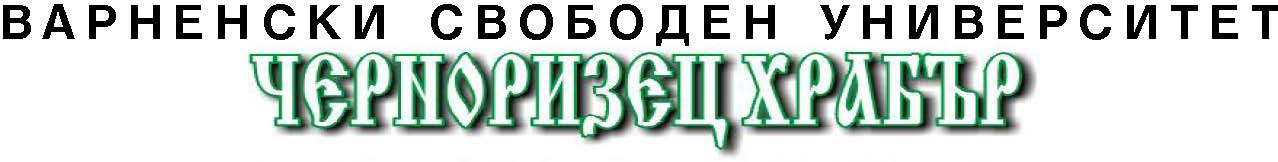 ВАРНЕНСКИ СВОБОДЕН УНИВЕРСИТЕТ
ЧЕРНОРИЗЕЦ ХРАБЪР